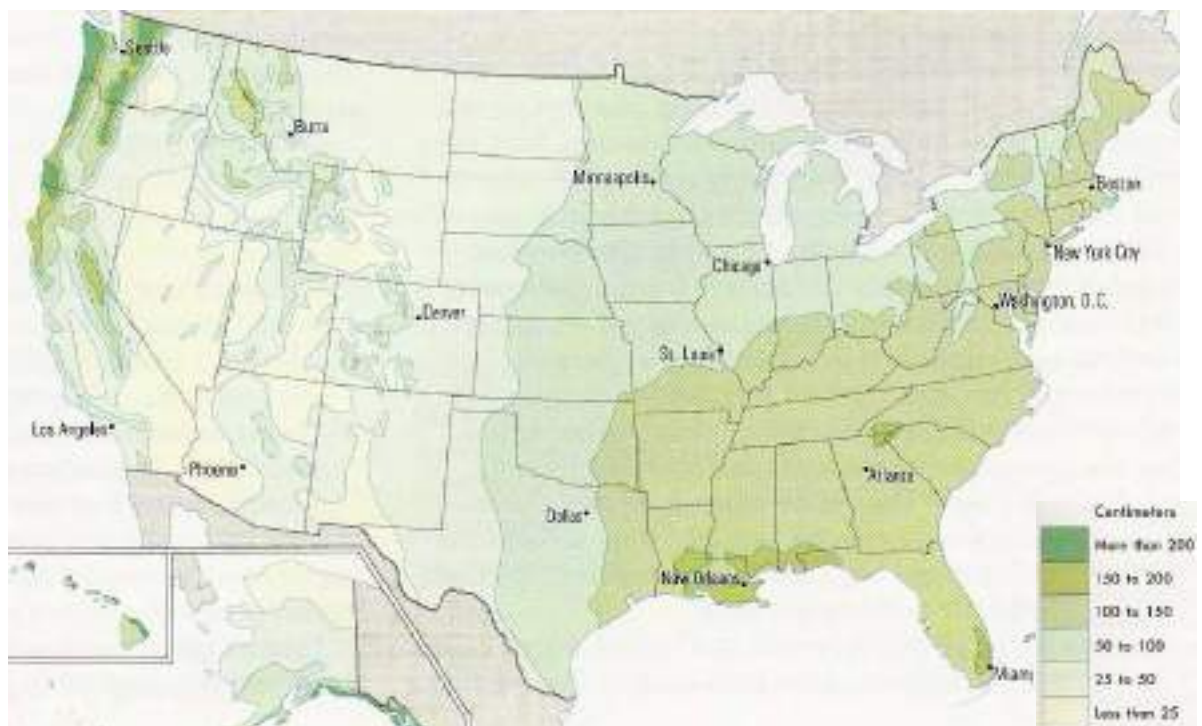 Seattle
Burra
Minneapolis
Boston
New York City
Chicago
Washington, D.C.
Denver
St. Louis
Los Angeles
Phoenix
Atlanta
Dallas
New Orleans
Miami
Centimeters
More than 200
150 to 200
100 to 150
50 to 100
25 to 50
Less than 25